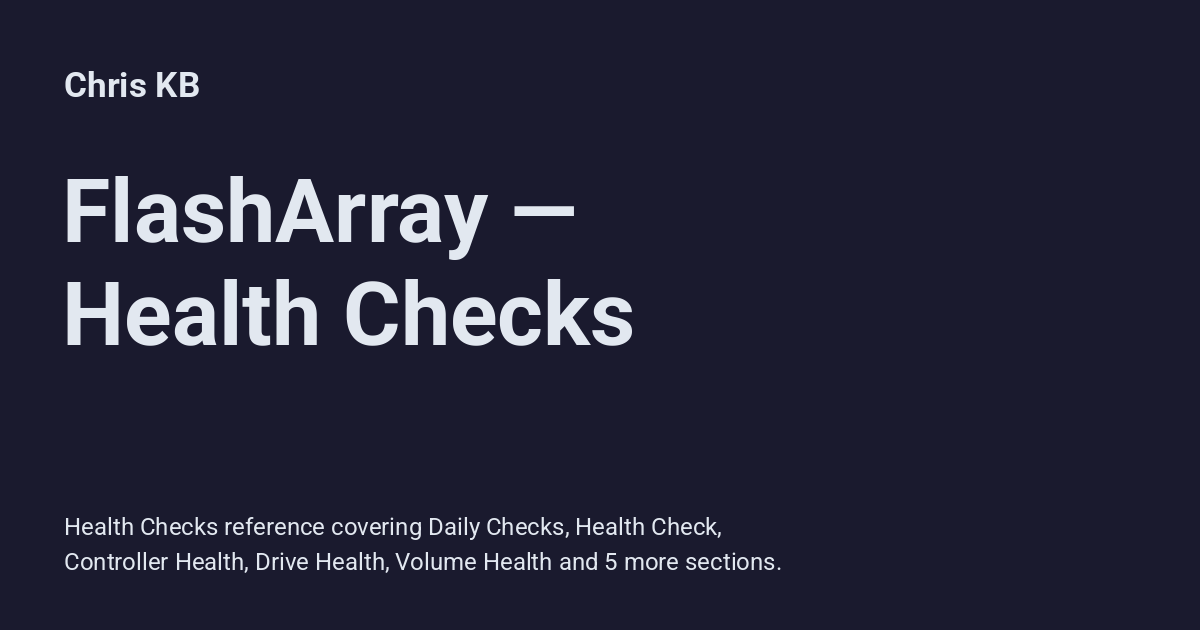 Chris KB
FlashArray —
Health Checks
Health Checks reference covering Daily Checks, Health Check,
Controller Health, Drive Health, Volume Health and 5 more sections.